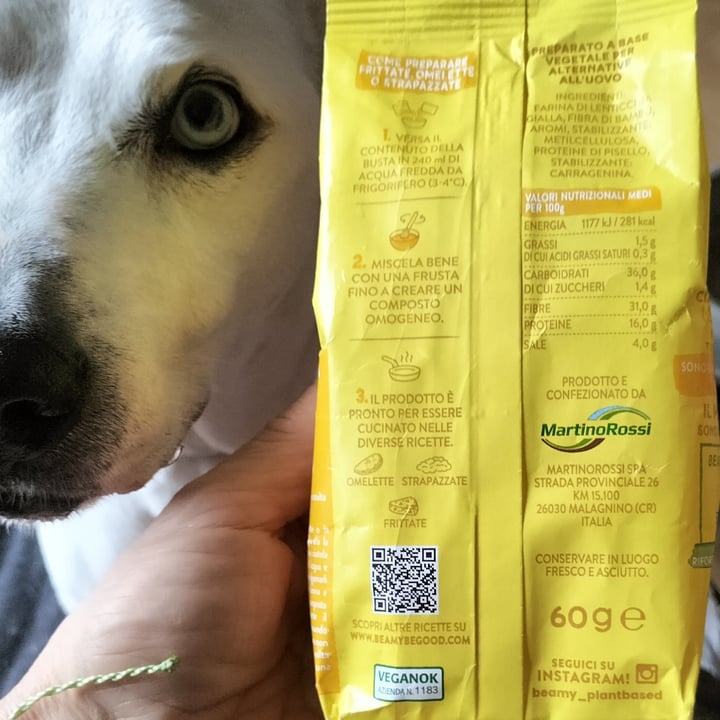 COME PREPARARE
FRITTATE, OMELETTE
O STRAPAZZATE
1. VERSA IL
CONTENUTO DELLA
BUSTA IN 240 ml DI
ACQUA FREDDA DA
FRIGORIFERO (3-4°C).
2. MISCELA BENE
CON UNA FRUSTA
FINO A CREARE UN
COMPOSTO
OMOGENEO.
3. IL PRODOTTO È
PRONTO PER ESSERE
CUCINATO NELLE
DIVERSE RICETTE.
OMELETTE STRAPAZZATE
FRITTATE
SCOPRI ALTRE RICETTE SU
WWW.BEAMYBEGOOD.COM
VEGANOK
AZIENDA N. 1183
PREPARATO A BASE
VEGETALE PER
ALTERNATIVE
ALL'UOVO
INGREDIENTI:
FARINA DI LENTICCHIA
GIALLA, FIBRA DI BAMBÙ,
AROMI, STABILIZZANTE:
METILCELLULOSA,
PROTEINE DI PISELLO,
STABILIZZANTE:
CARRAGENINA.
VALORI NUTRIZIONALI MEDI
PER 100g
ENERGIA 1177 kJ / 281 kcal
GRASSI 1,5 g
DI CUI ACIDI GRASSI SATURI 0,3 g
CARBOIDRATI 36,0 g
DI CUI ZUCCHERI 1,4 g
FIBRE 31,0 g
PROTEINE 16,0 g
SALE 4,0 g
PRODOTTO E
CONFEZIONATO DA
MartinoRossi
MARTINOROSSI SPA
STRADA PROVINCIALE 26
KM 15,100
26030 MALAGNINO (CR)
ITALIA
CONSERVARE IN LUOGO
FRESCO E ASCIUTTO.
60 g e
SEGUICI SU
INSTAGRAM!
beamy_plantbased